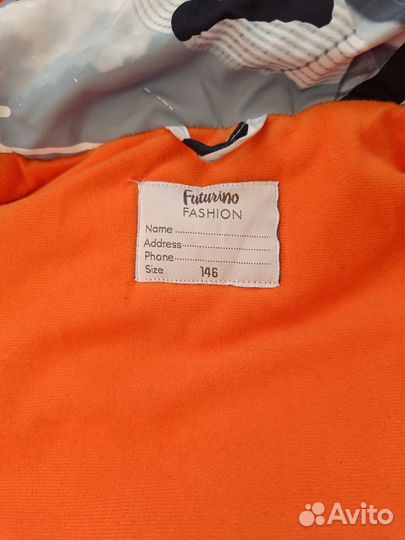 Futurino
FASHION
Name
Address
Phone
Size 146
Avito